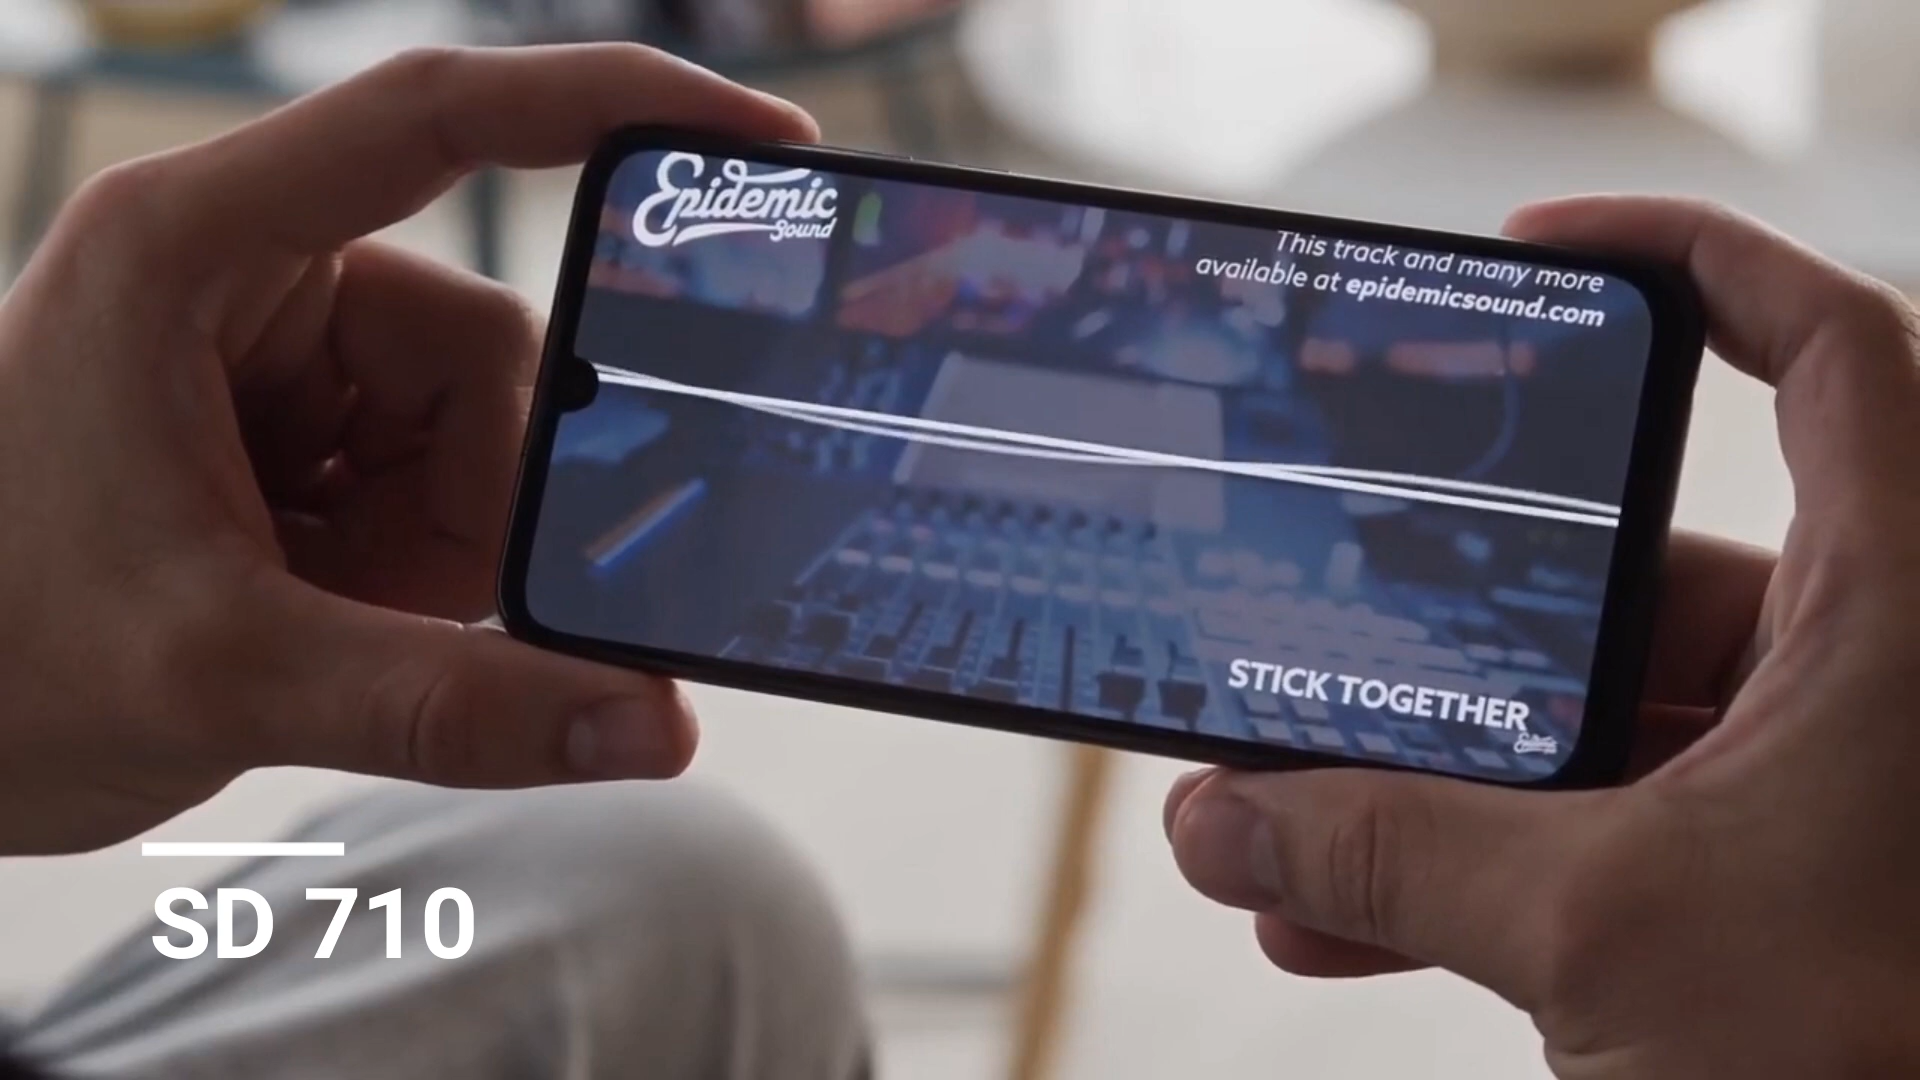 Epidemic
Sound
This track and many more
available at epidemicsound.com
STICK TOGETHER
SD 710